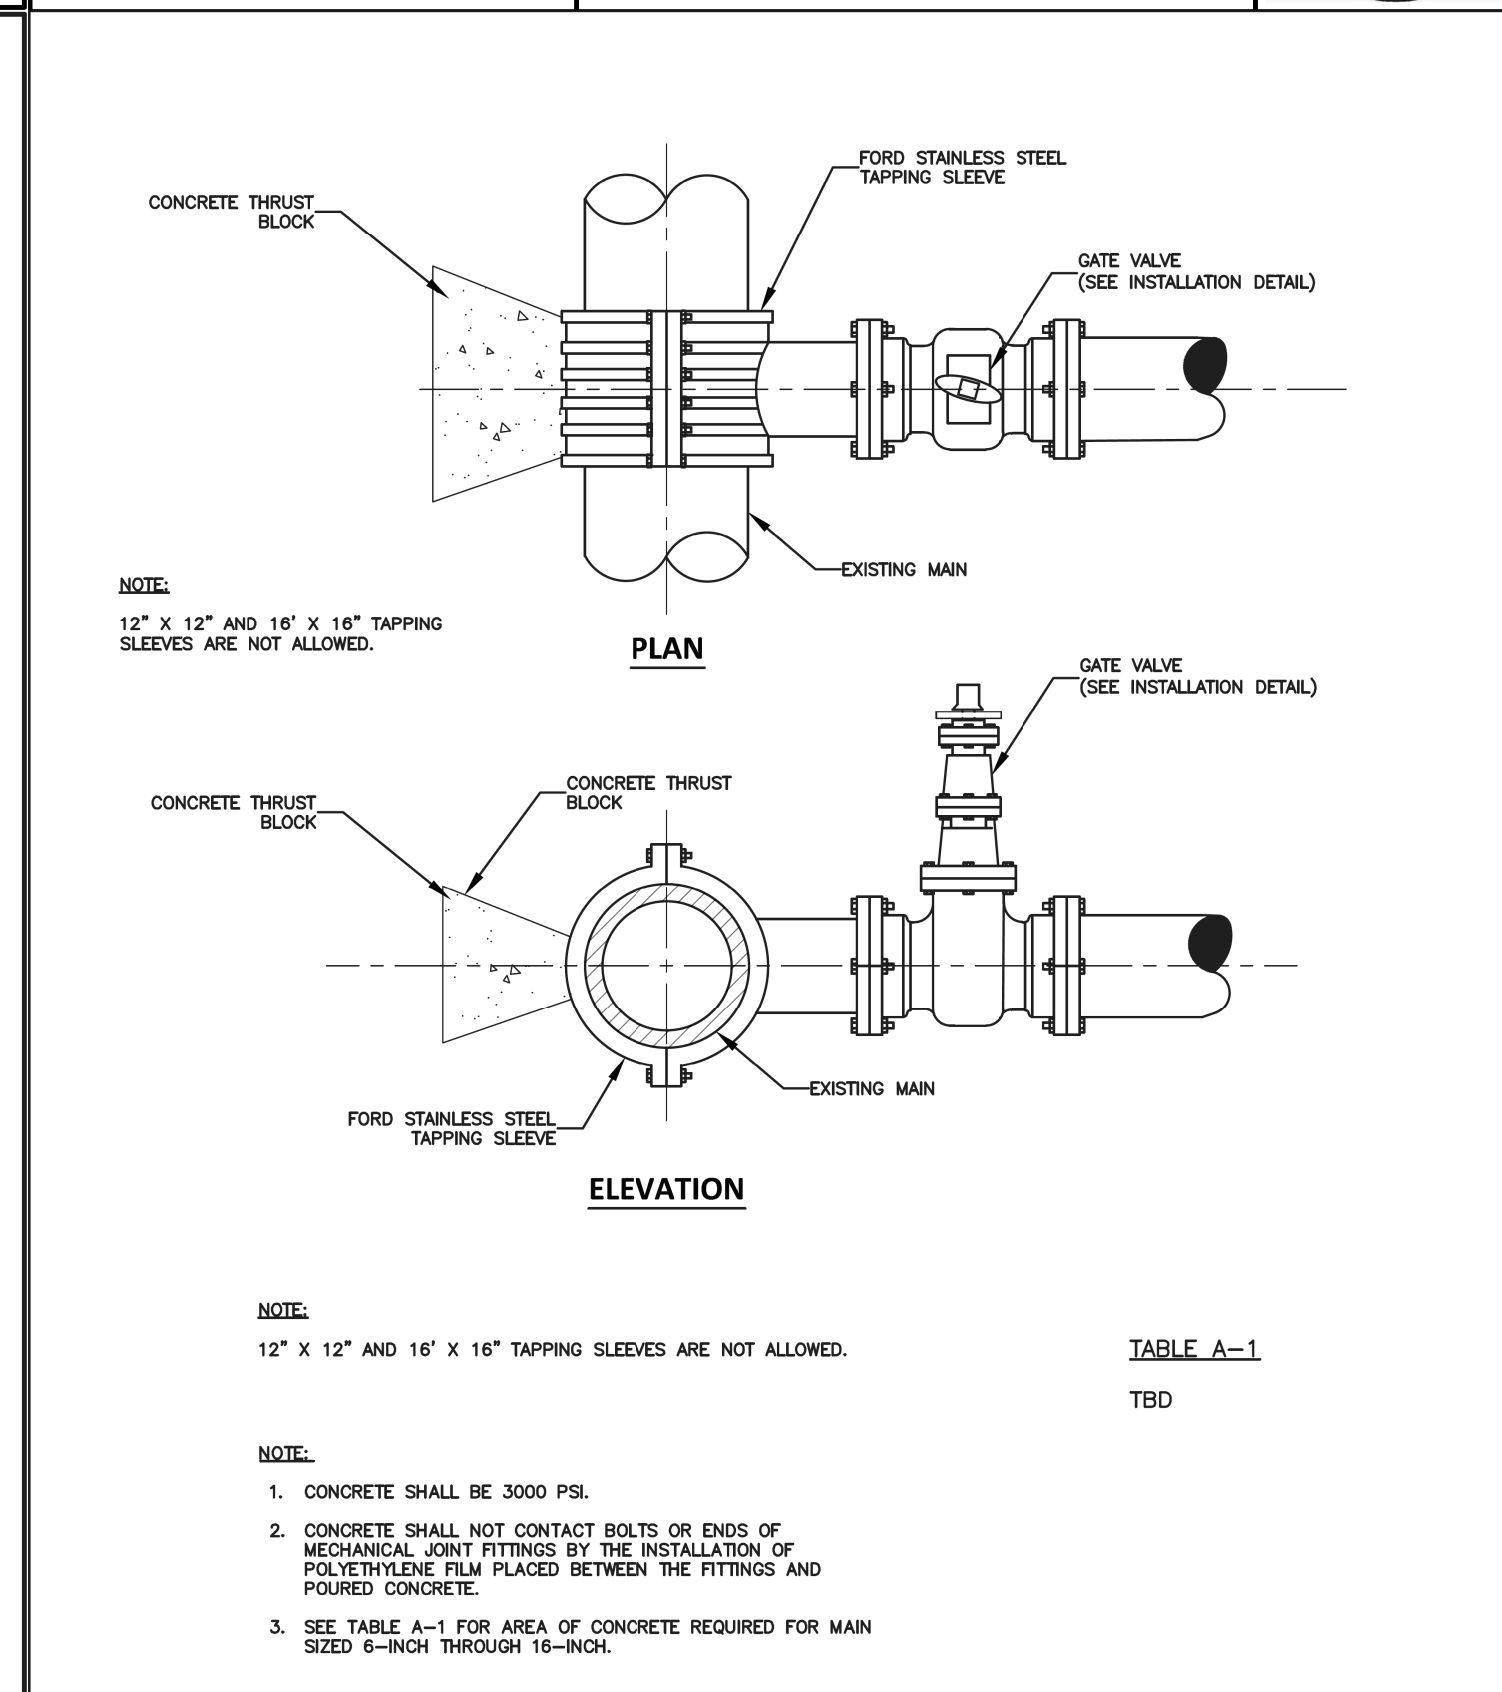 FORD STAINLESS STEEL
TAPPING SLEEVE
CONCRETE THRUST
BLOCK
GATE VALVE
(SEE INSTALLATION DETAIL)
EXISTING MAIN
NOTE:
12" X 12" AND 16' X 16" TAPPING
SLEEVES ARE NOT ALLOWED.
PLAN
GATE VALVE
(SEE INSTALLATION DETAIL)
CONCRETE THRUST
BLOCK
CONCRETE THRUST
BLOCK
EXISTING MAIN
FORD STAINLESS STEEL
TAPPING SLEEVE
ELEVATION
NOTE:
12" X 12" AND 16' X 16" TAPPING SLEEVES ARE NOT ALLOWED.
TABLE A-1
TBD
NOTE:
1. CONCRETE SHALL BE 3000 PSI.
2. CONCRETE SHALL NOT CONTACT BOLTS OR ENDS OF
MECHANICAL JOINT FITTINGS BY THE INSTALLATION OF
POLYETHYLENE FILM PLACED BETWEEN THE FITTINGS AND
POURED CONCRETE.
3. SEE TABLE A-1 FOR AREA OF CONCRETE REQUIRED FOR MAIN
SIZED 6-INCH THROUGH 16-INCH.